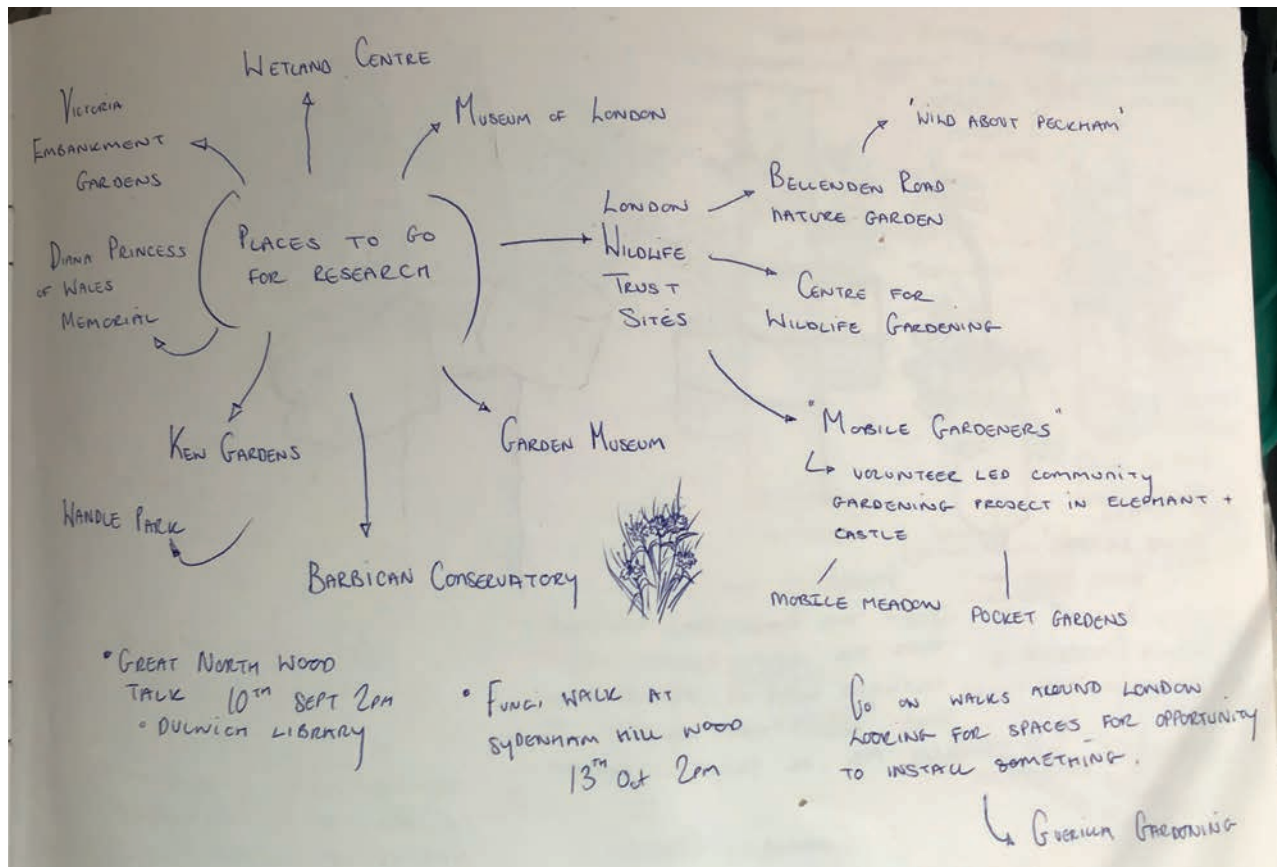 WETLAND CENTRE
VICTORIA
EMBANKMENT
GARDENS
MUSEUM OF LONDON
'WILD ABOUT PECKHAM'
DIANA PRINCESS
OF WALES
MEMORIAL
PLACES TO GO
FOR RESEARCH
LONDON
WILDLIFE
TRUST
SITES
BELLENDEN ROAD
NATURE GARDEN
CENTRE FOR
WILDLIFE GARDENING
KEW GARDENS
GARDEN MUSEUM
"MOBILE GARDENERS"
VOLUNTEER LED COMMUNITY
GARDENING PROJECT IN ELEPHANT +
CASTLE
WANDLE PARK
BARBICAN CONSERVATORY
MOBILE MEADOW
POCKET GARDENS
• GREAT NORTH WOOD
TALK 10TH SEPT 2PM
• DULWICH LIBRARY
• FUNGI WALK AT
SYDENHAM HILL WOOD
13TH Oct 2PM
GO ON WALKS AROUND LONDON
LOOKING FOR SPACES FOR OPPORTUNITY
TO INSTALL SOMETHING.
GUERILLA GARDENING